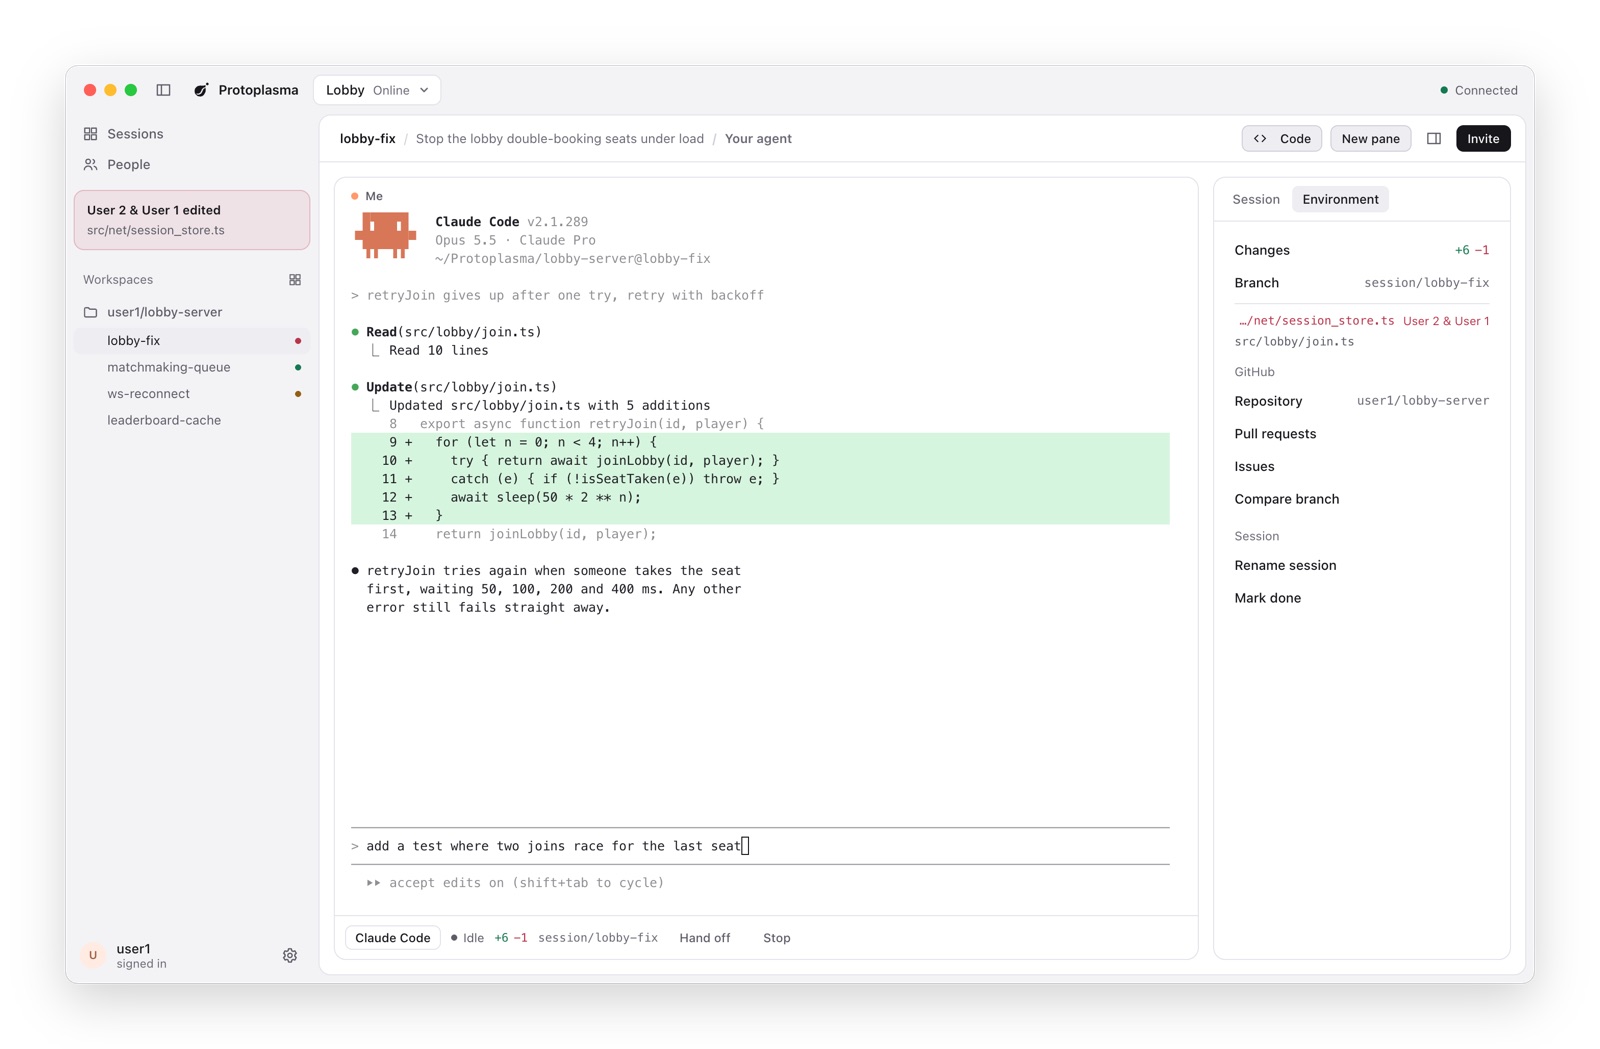 Protoplasma
Lobby Online
Connected
Sessions
People
User 2 & User 1 edited
src/net/session_store.ts
Workspaces
user1/lobby-server
lobby-fix
matchmaking-queue
ws-reconnect
leaderboard-cache
U
user1
signed in
lobby-fix / Stop the lobby double-booking seats under load / Your agent
<> Code
New pane
Invite
Me
Claude Code v2.1.289
Opus 5.5 · Claude Pro
~/Protoplasma/lobby-server@lobby-fix
> retryJoin gives up after one try, retry with backoff
Read(src/lobby/join.ts)
Read 10 lines
Update(src/lobby/join.ts)
Updated src/lobby/join.ts with 5 additions
8 export async function retryJoin(id, player) {
9 + for (let n = 0; n < 4; n++) {
10 + try { return await joinLobby(id, player); }
11 + catch (e) { if (!isSeatTaken(e)) throw e; }
12 + await sleep(50 * 2 ** n);
13 + }
14 return joinLobby(id, player);
retryJoin tries again when someone takes the seat
first, waiting 50, 100, 200 and 400 ms. Any other
error still fails straight away.
> add a test where two joins race for the last seat
accept edits on (shift+tab to cycle)
Claude Code
Idle +6 −1 session/lobby-fix Hand off Stop
Session
Environment
Changes +6 −1
Branch session/lobby-fix
…/net/session_store.ts User 2 & User 1
src/lobby/join.ts
GitHub
Repository user1/lobby-server
Pull requests
Issues
Compare branch
Session
Rename session
Mark done